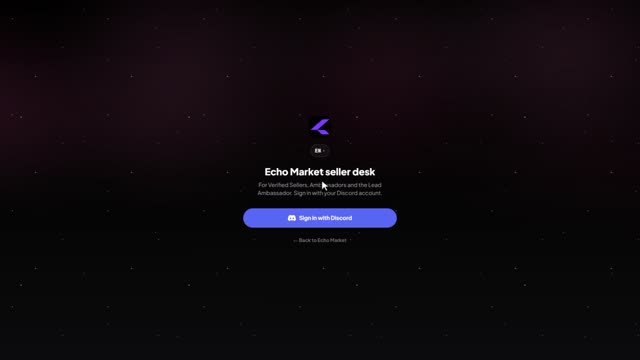 EN
Echo Market seller desk
For Verified Sellers, Ambassadors and the Lead
Ambassador. Sign in with your Discord account.
Sign in with Discord
← Back to Echo Market